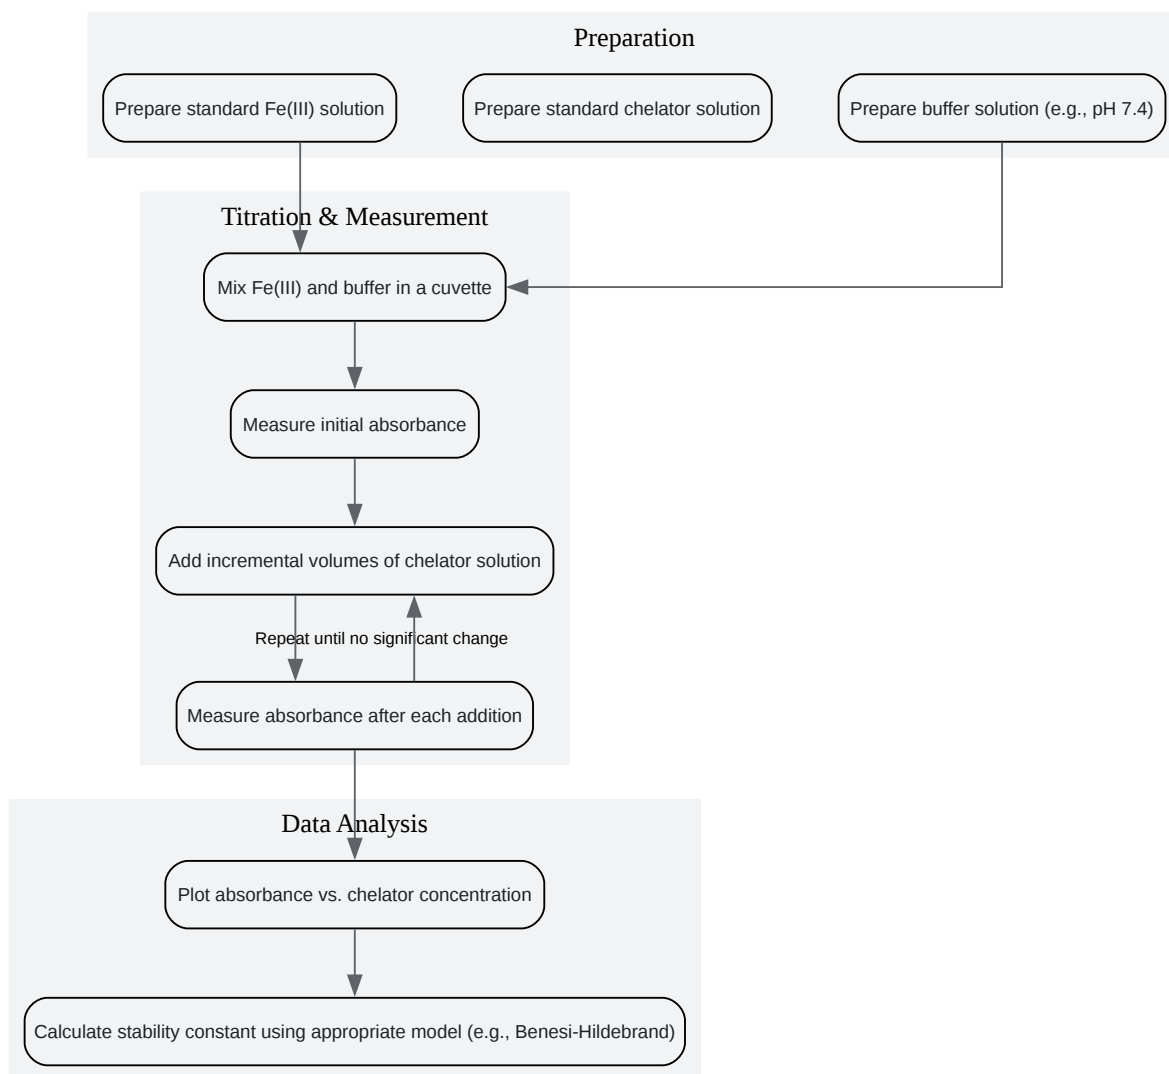 Preparation
Prepare standard Fe(III) solution
Prepare standard chelator solution
Prepare buffer solution (e.g., pH 7.4)
Titration & Measurement
Mix Fe(III) and buffer in a cuvette
Measure initial absorbance
Add incremental volumes of chelator solution
Repeat until no significant change
Measure absorbance after each addition
Data Analysis
Plot absorbance vs. chelator concentration
Calculate stability constant using appropriate model (e.g., Benesi-Hildebrand)